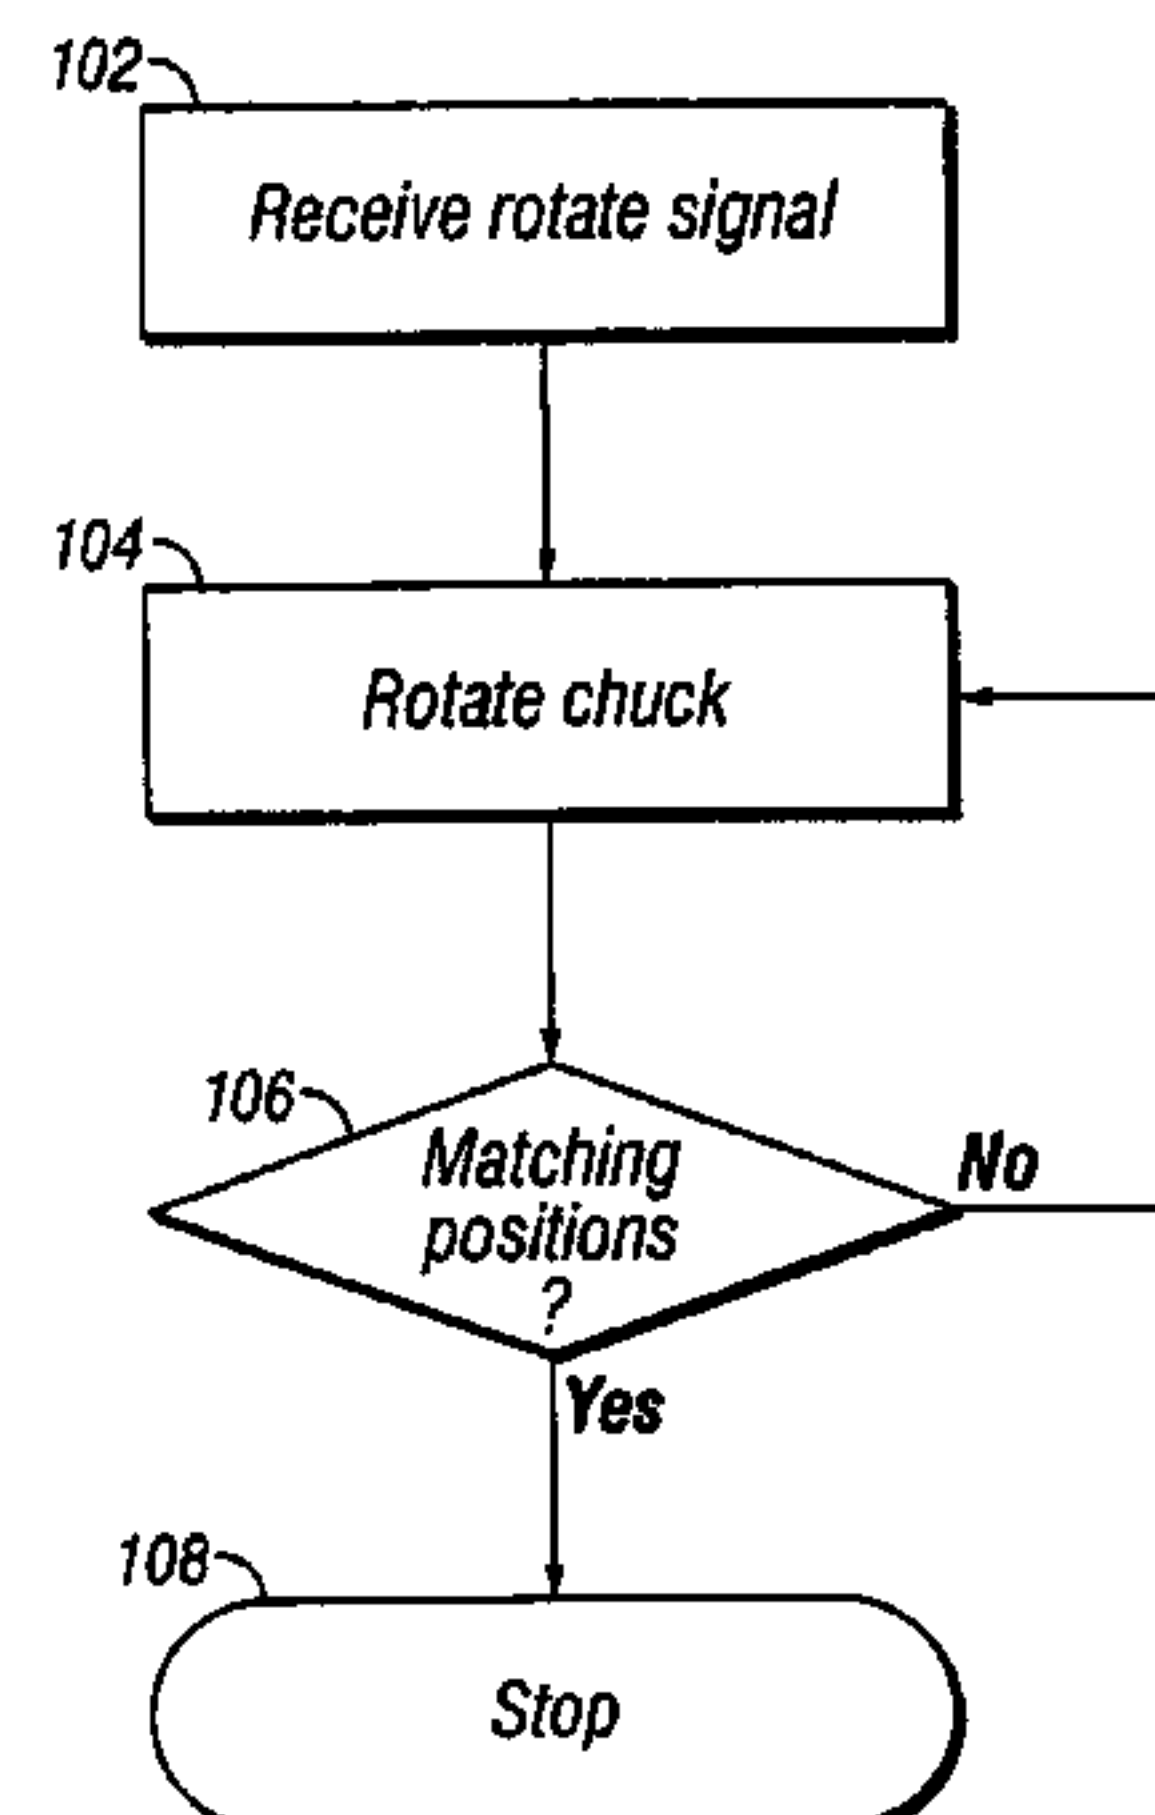 102
Receive rotate signal
104
Rotate chuck
106
Matching
positions
?
No
Yes
108
Stop